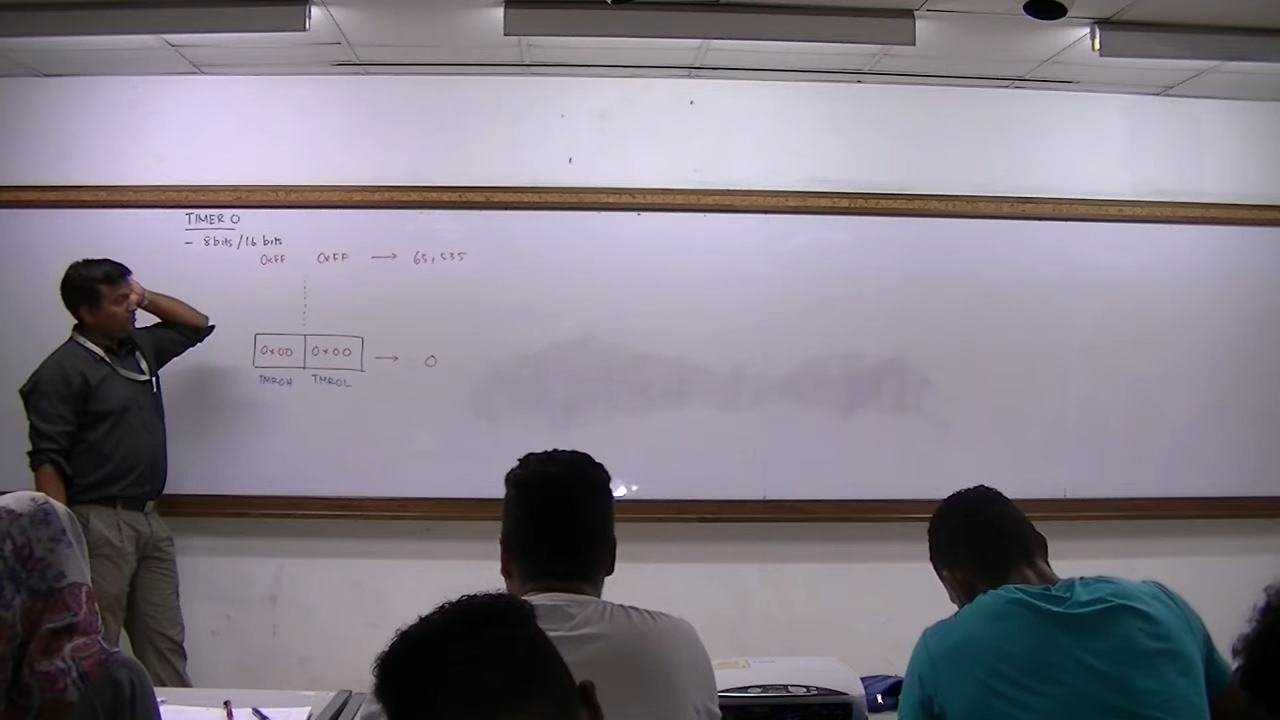 TIMER 0
- 8 bits / 16 bits
0xFF 0xFF → 65,535
0x00 0x00 → 0
TMR0H TMR0L